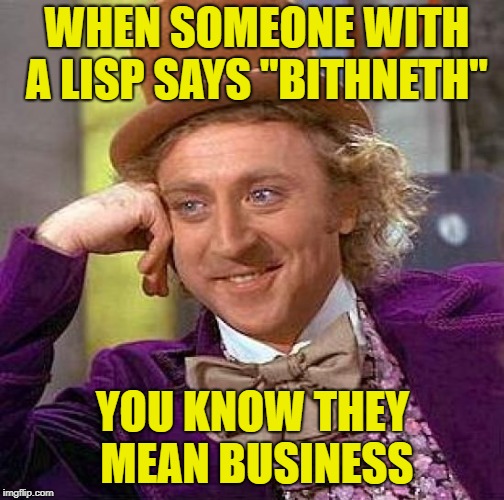 WHEN SOMEONE WITH
A LISP SAYS "BITHNETH"
YOU KNOW THEY
MEAN BUSINESS
imgflip.com